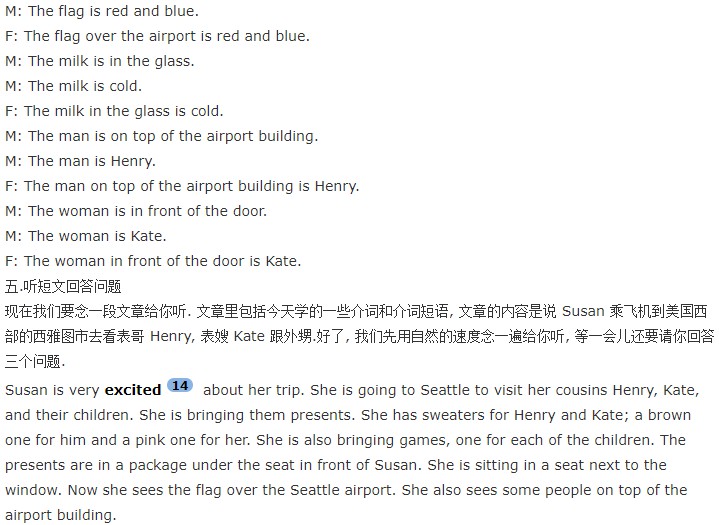 M: The flag is red and blue.
F: The flag over the airport is red and blue.
M: The milk is in the glass.
M: The milk is cold.
F: The milk in the glass is cold.
M: The man is on top of the airport building.
M: The man is Henry.
F: The man on top of the airport building is Henry.
M: The woman is in front of the door.
M: The woman is Kate.
F: The woman in front of the door is Kate.
五.听短文回答问题
现在我们要念一段文章给你听. 文章里包括今天学的一些介词和介词短语, 文章的内容是说 Susan 乘飞机到美国西
部的西雅图市去看表哥 Henry, 表嫂 Kate 跟外甥.好了, 我们先用自然的速度念一遍给你听, 等一会儿还要请你回答
三个问题.
Susan is very excited 14 about her trip. She is going to Seattle to visit her cousins Henry, Kate,
and their children. She is bringing them presents. She has sweaters for Henry and Kate; a brown
one for him and a pink one for her. She is also bringing games, one for each of the children. The
presents are in a package under the seat in front of Susan. She is sitting in a seat next to the
window. Now she sees the flag over the Seattle airport. She also sees some people on top of the
airport building.